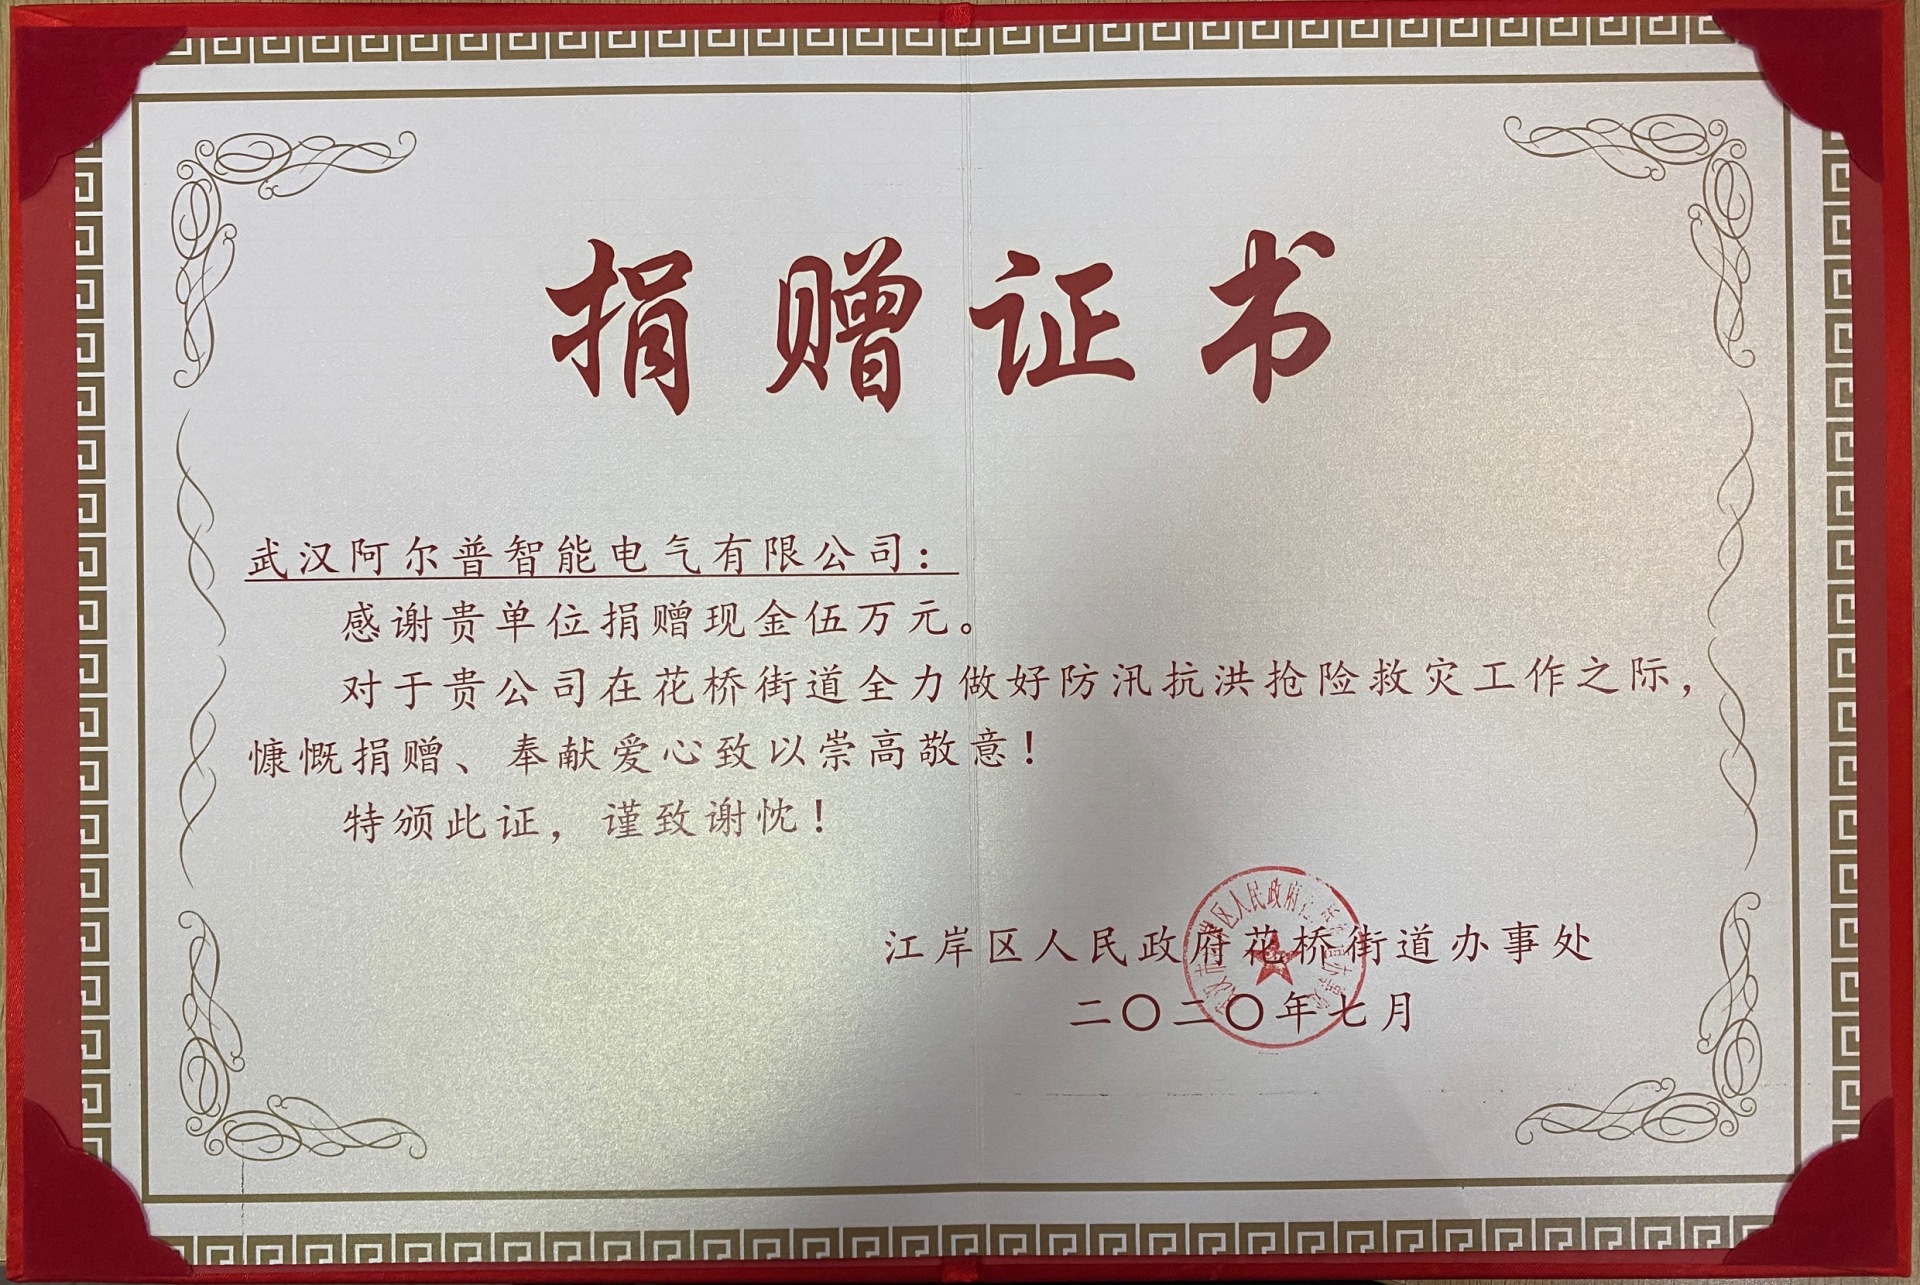 捐赠证书
武汉阿尔普智能电气有限公司：
感谢贵单位捐赠现金伍万元。
对于贵公司在花桥街道全力做好防汛抗洪抢险救灾工作之际，
慷慨捐赠、奉献爱心致以崇高敬意！
特颁此证，谨致谢忱！
江岸区人民政府花桥街道办事处
二〇二〇年七月